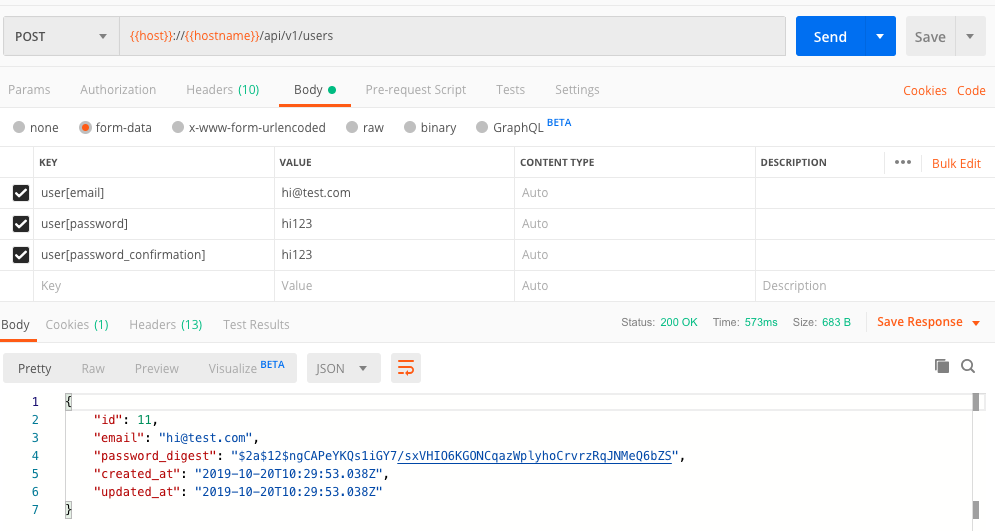 POST {{host}}://{{hostname}}/api/v1/users Send Save
Params Authorization Headers (10) Body Pre-request Script Tests Settings Cookies Code
none form-data x-www-form-urlencoded raw binary GraphQL BETA
KEY VALUE CONTENT TYPE DESCRIPTION ••• Bulk Edit
user[email] hi@test.com Auto
user[password] hi123 Auto
user[password_confirmation] hi123 Auto
Key Value Auto Description
Body Cookies (1) Headers (13) Test Results Status: 200 OK Time: 573ms Size: 683 B Save Response
Pretty Raw Preview Visualize BETA JSON
1 {
2 "id": 11,
3 "email": "hi@test.com",
4 "password_digest": "$2a$12$ngCAPeYKQs1iGY7/sxVHIO6KGONCqazWplyhoCrvrzRqJNMeQ6bZS",
5 "created_at": "2019-10-20T10:29:53.038Z",
6 "updated_at": "2019-10-20T10:29:53.038Z"
7 }